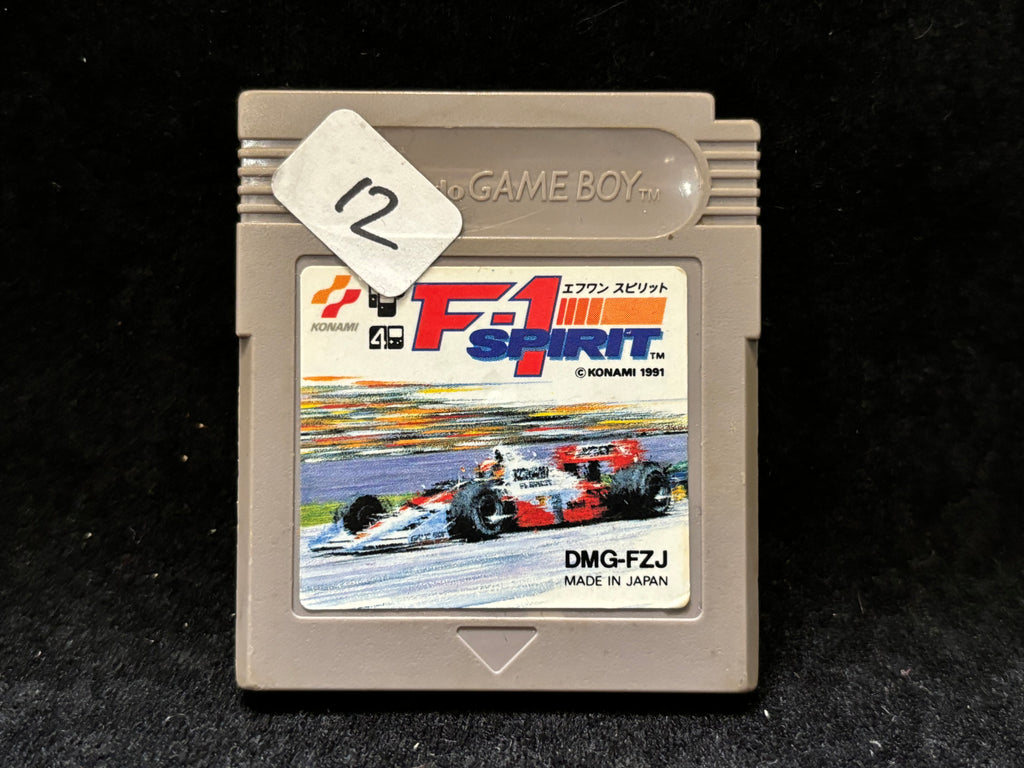 12
GAME BOY™
KONAMI
4
F-1
エフワン スピリット
SPIRIT™
© KONAMI 1991
DMG-FZJ
MADE IN JAPAN